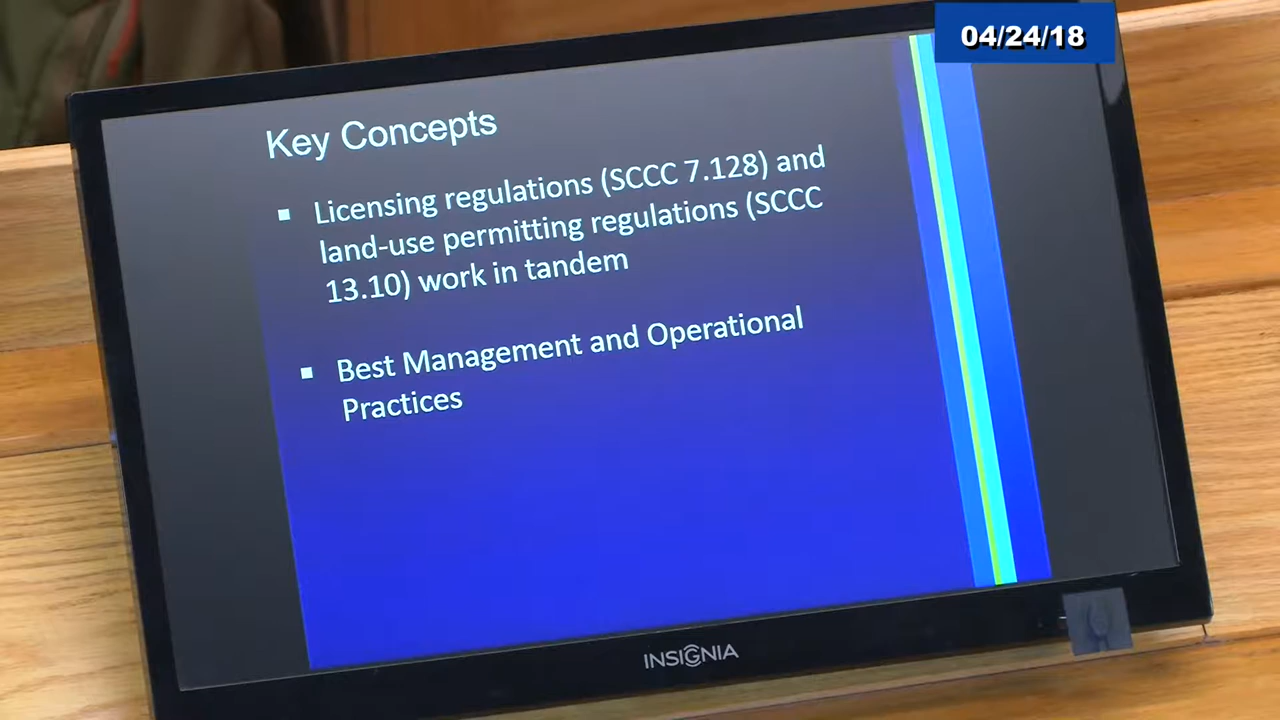 04/24/18
Key Concepts
▪ Licensing regulations (SCCC 7.128) and
land-use permitting regulations (SCCC
13.10) work in tandem
▪ Best Management and Operational
Practices
INSIGNIA